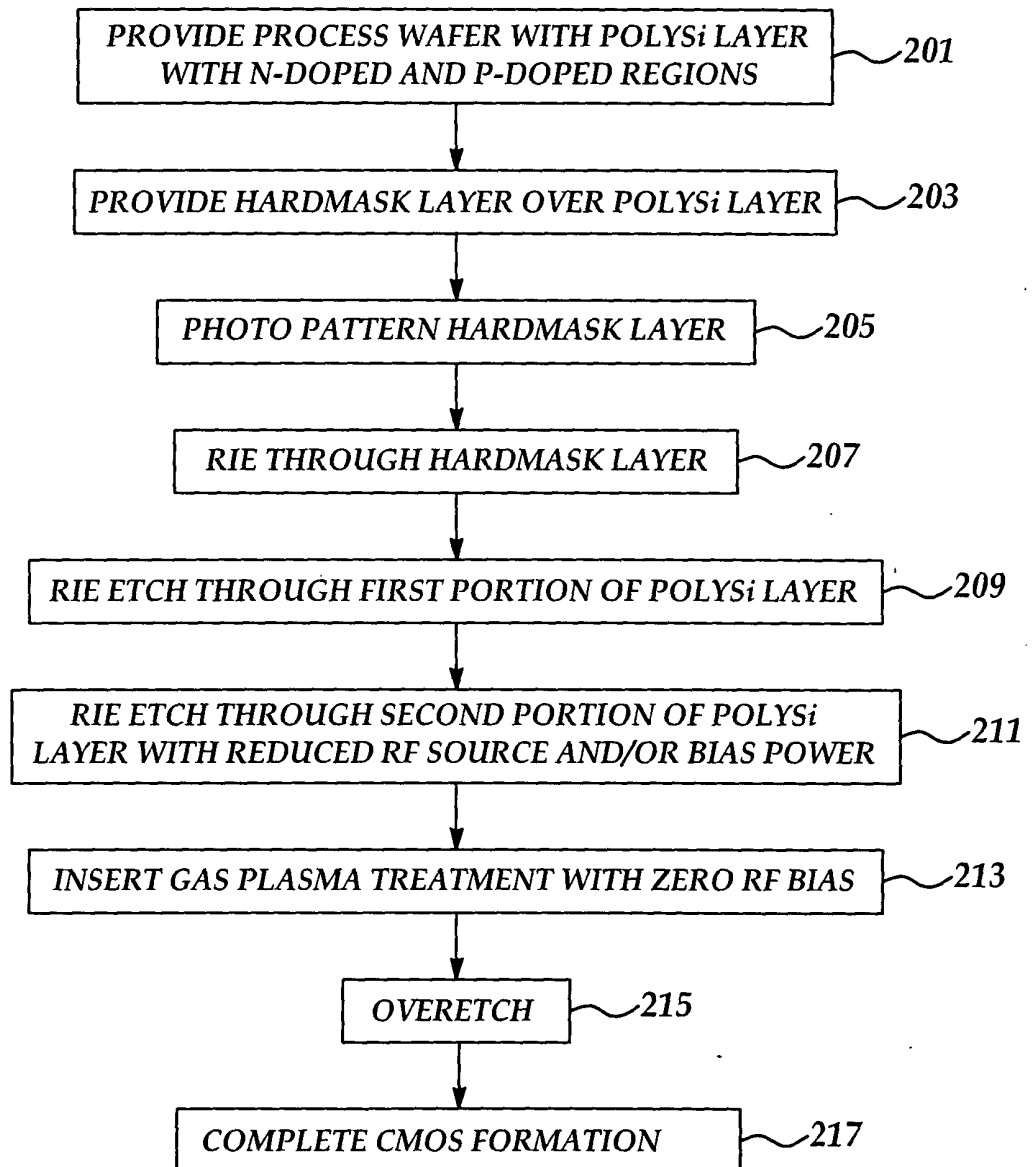 PROVIDE PROCESS WAFER WITH POLYSi LAYER
WITH N-DOPED AND P-DOPED REGIONS
201
PROVIDE HARDMASK LAYER OVER POLYSi LAYER
203
PHOTO PATTERN HARDMASK LAYER
205
RIE THROUGH HARDMASK LAYER
207
RIE ETCH THROUGH FIRST PORTION OF POLYSi LAYER
209
RIE ETCH THROUGH SECOND PORTION OF POLYSi
LAYER WITH REDUCED RF SOURCE AND/OR BIAS POWER
211
INSERT GAS PLASMA TREATMENT WITH ZERO RF BIAS
213
OVERETCH
215
COMPLETE CMOS FORMATION
217